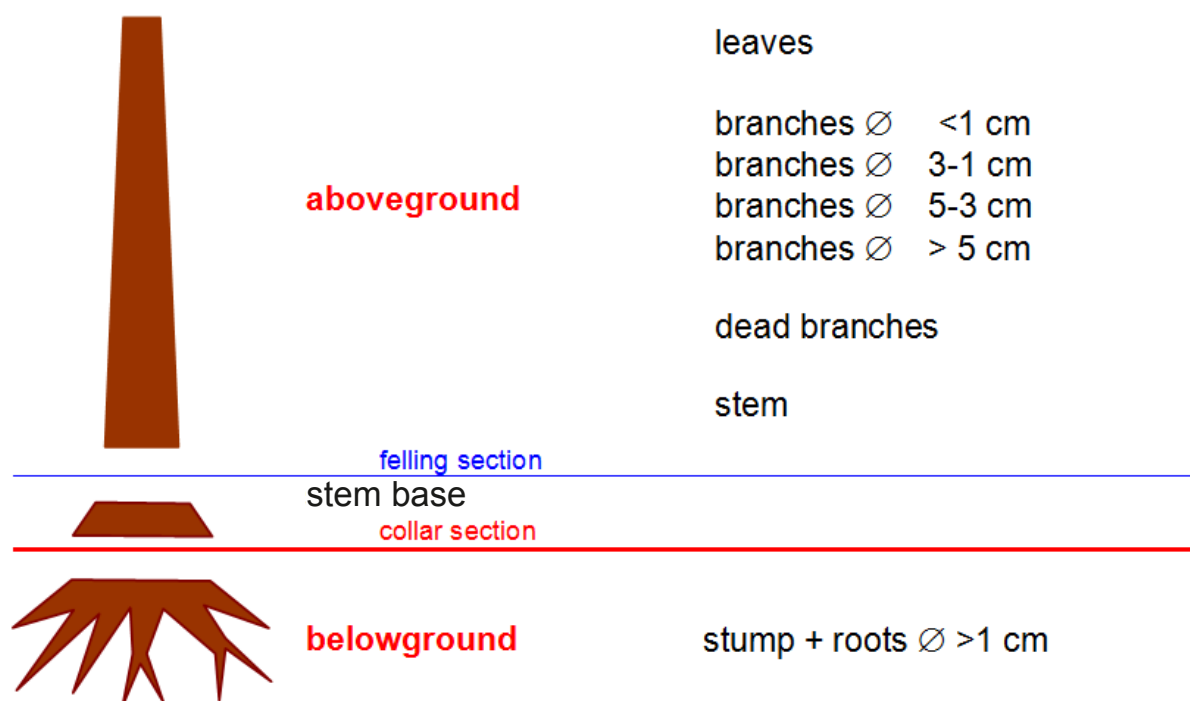 leaves
branches ∅ <1 cm
branches ∅ 3-1 cm
aboveground
branches ∅ 5-3 cm
branches ∅ > 5 cm
dead branches
stem
felling section
stem base
collar section
belowground
stump + roots ∅ >1 cm